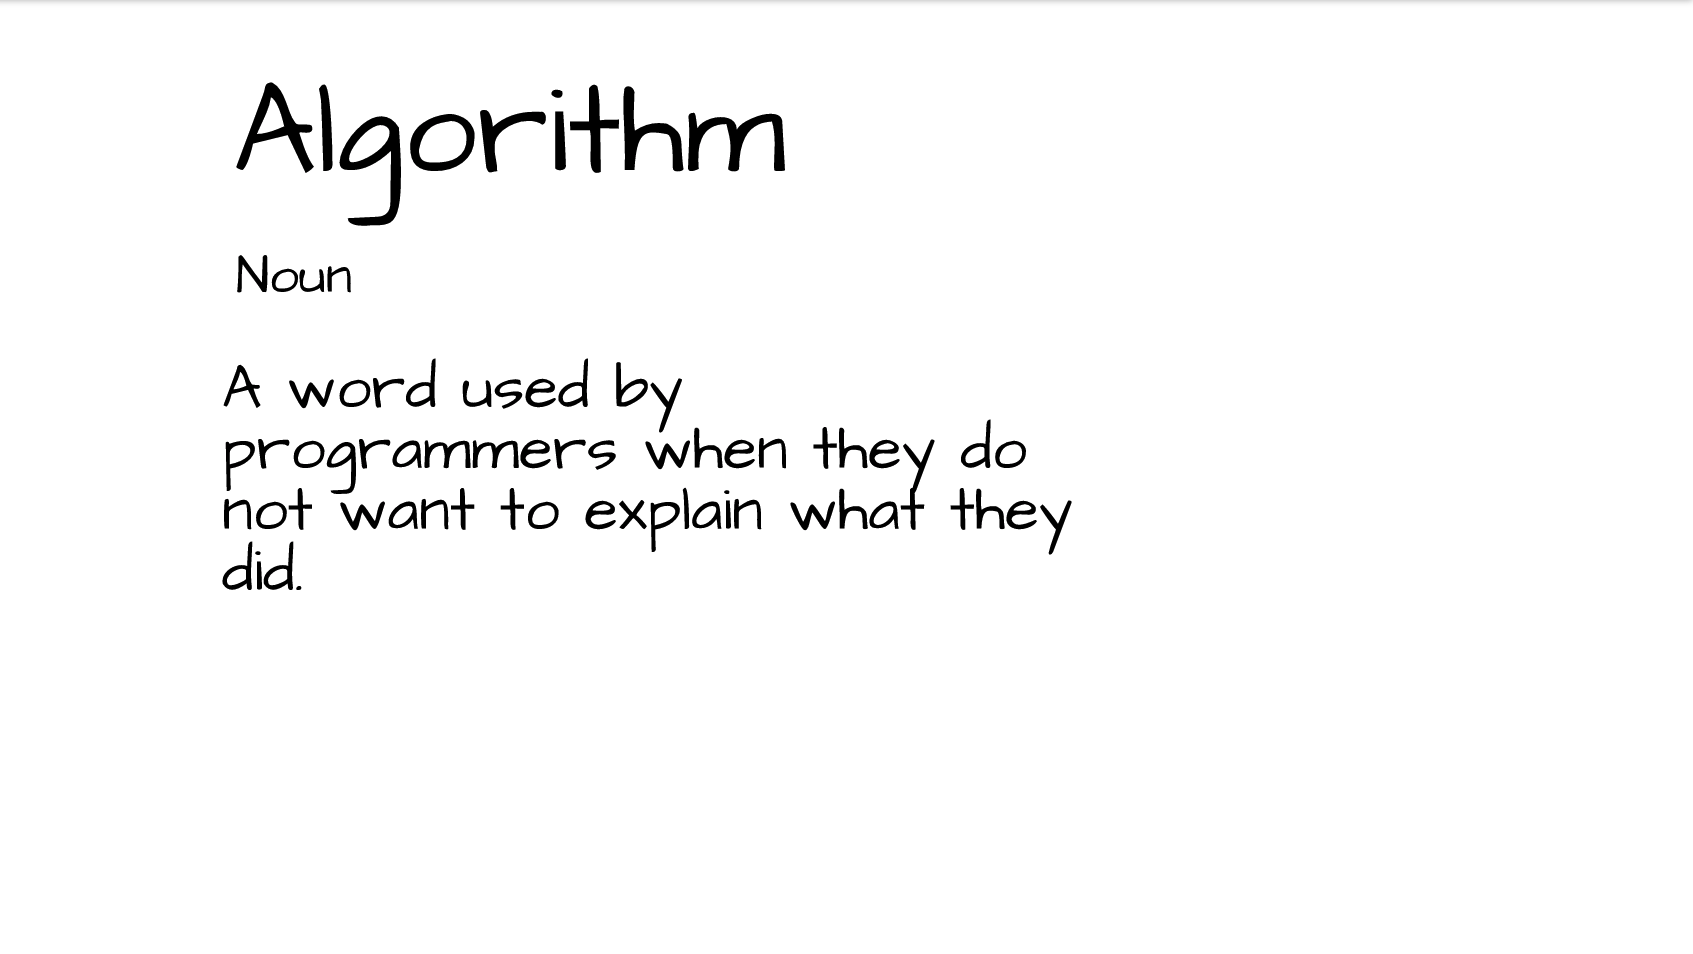 Algorithm
Noun
A word used by
programmers when they do
not want to explain what they
did.